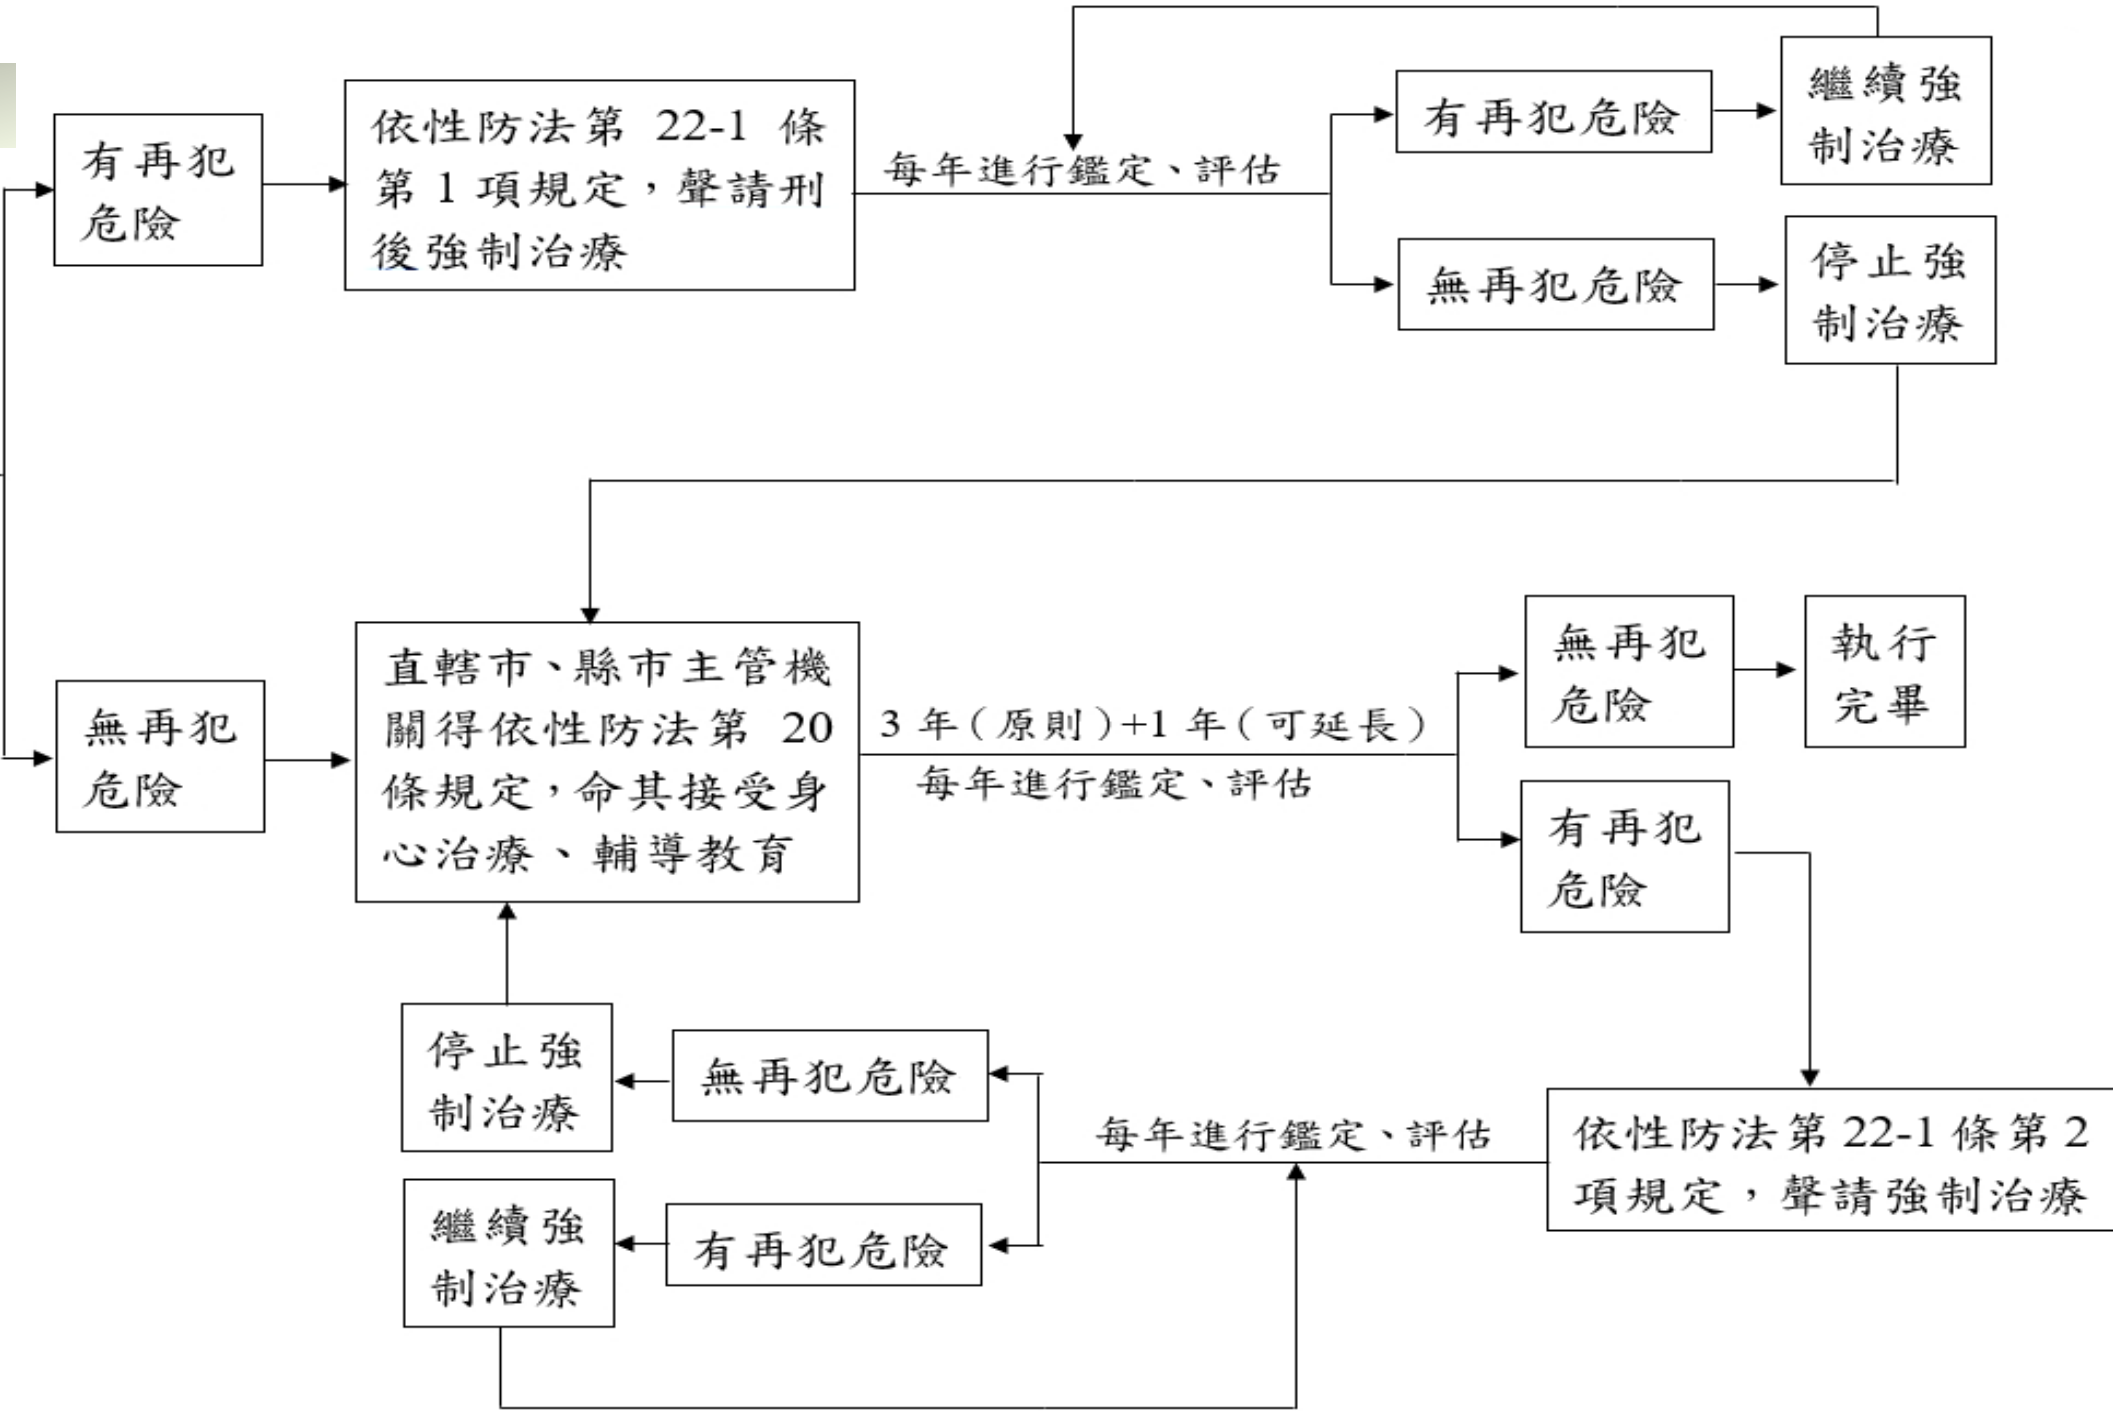 有再犯
危險
依性防法第 22-1 條
第 1 項規定，聲請刑
後強制治療
每年進行鑑定、評估
有再犯危險
繼續強
制治療
無再犯危險
停止強
制治療
無再犯
危險
直轄市、縣市主管機
關得依性防法第 20
條規定，命其接受身
心治療、輔導教育
3 年（原則）+1 年（可延長）
每年進行鑑定、評估
無再犯
危險
執行
完畢
有再犯
危險
依性防法第 22-1 條第 2
項規定，聲請強制治療
每年進行鑑定、評估
無再犯危險
停止強
制治療
有再犯危險
繼續強
制治療